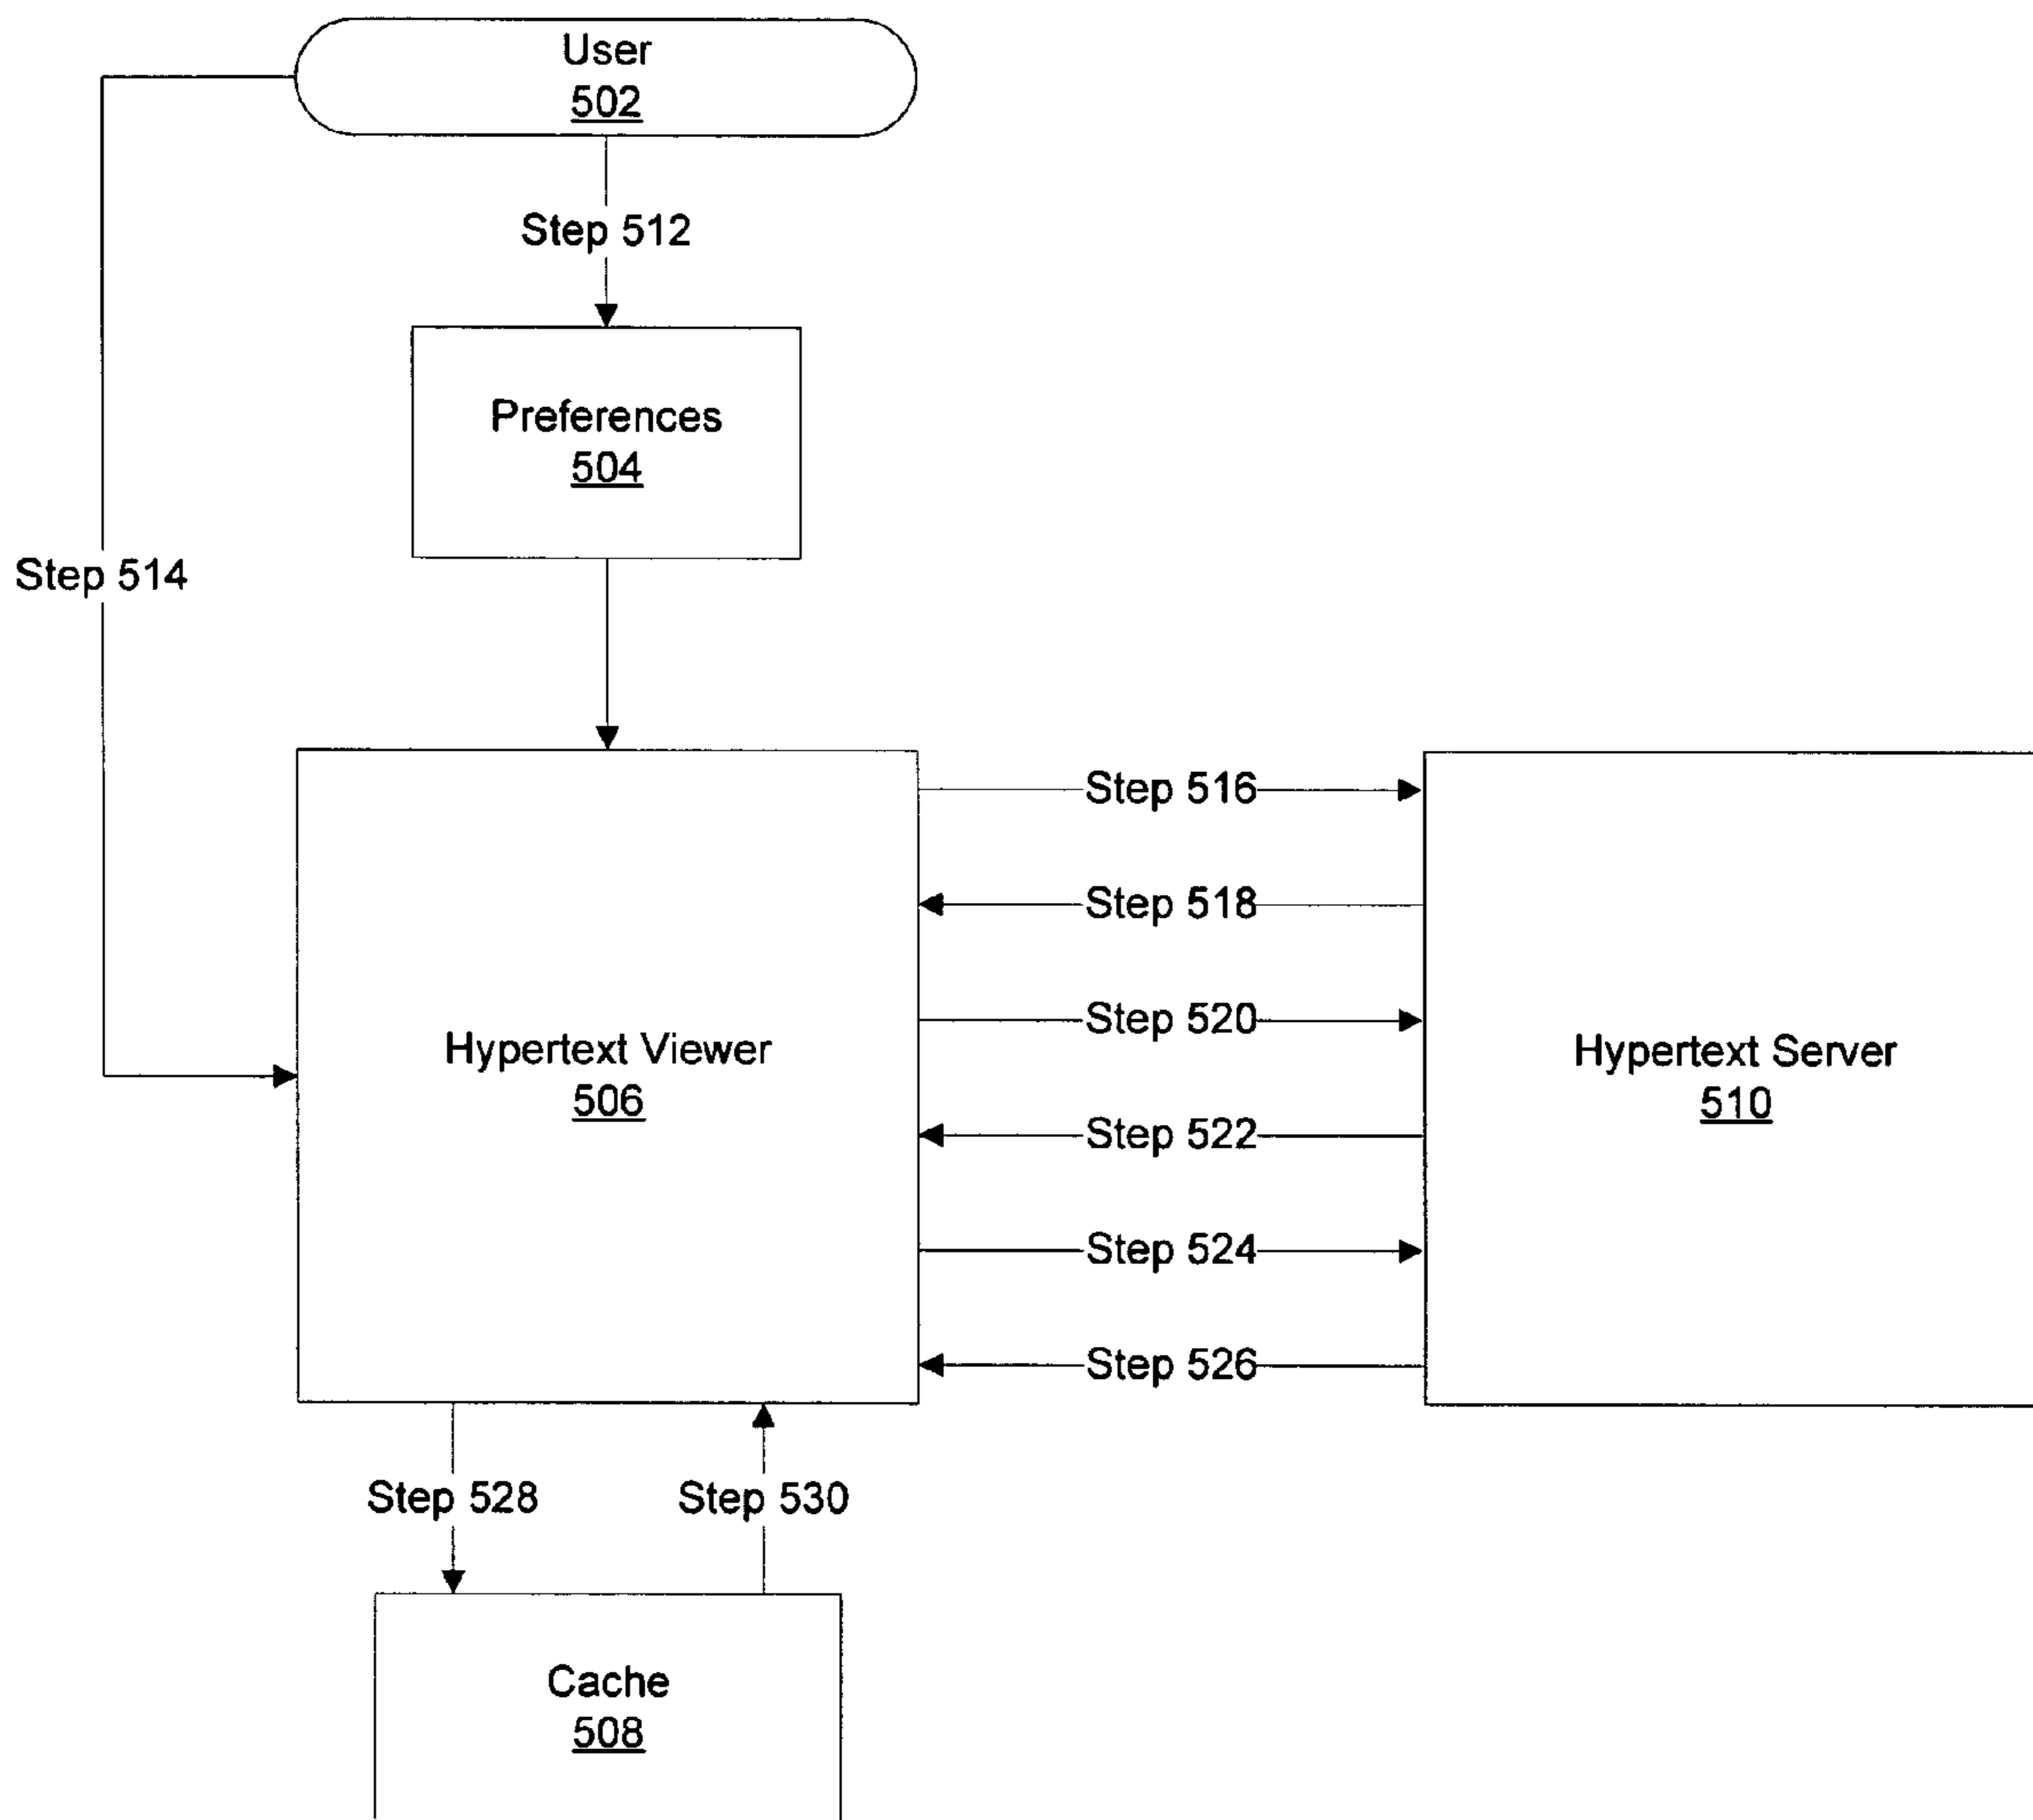 User
502
Step 512
Preferences
504
Step 514
Step 516
Step 518
Step 520
Hypertext Viewer
506
Hypertext Server
510
Step 522
Step 524
Step 526
Step 528
Step 530
Cache
508